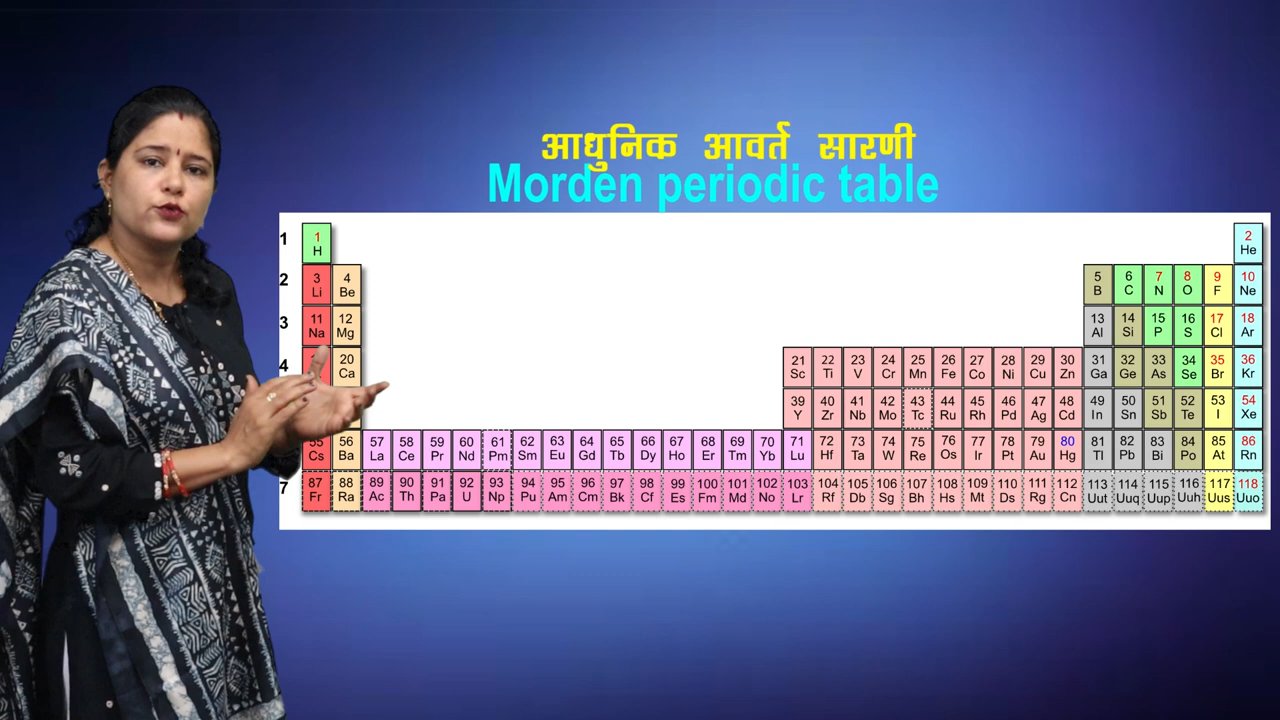 आधुनिक आवर्त सारणी
Morden periodic table
1 1 H 2 He
2 3 Li 4 Be 5 B 6 C 7 N 8 O 9 F 10 Ne
3 11 Na 12 Mg 13 Al 14 Si 15 P 16 S 17 Cl 18 Ar
4 20 Ca 21 Sc 22 Ti 23 V 24 Cr 25 Mn 26 Fe 27 Co 28 Ni 29 Cu 30 Zn 31 Ga 32 Ge 33 As 34 Se 35 Br 36 Kr
39 Y 40 Zr 41 Nb 42 Mo 43 Tc 44 Ru 45 Rh 46 Pd 47 Ag 48 Cd 49 In 50 Sn 51 Sb 52 Te 53 I 54 Xe
55 Cs 56 Ba 57 La 58 Ce 59 Pr 60 Nd 61 Pm 62 Sm 63 Eu 64 Gd 65 Tb 66 Dy 67 Ho 68 Er 69 Tm 70 Yb 71 Lu 72 Hf 73 Ta 74 W 75 Re 76 Os 77 Ir 78 Pt 79 Au 80 Hg 81 Tl 82 Pb 83 Bi 84 Po 85 At 86 Rn
7 87 Fr 88 Ra 89 Ac 90 Th 91 Pa 92 U 93 Np 94 Pu 95 Am 96 Cm 97 Bk 98 Cf 99 Es 100 Fm 101 Md 102 No 103 Lr 104 Rf 105 Db 106 Sg 107 Bh 108 Hs 109 Mt 110 Ds 111 Rg 112 Cn 113 Uut 114 Uuq 115 Uup 116 Uuh 117 Uus 118 Uuo